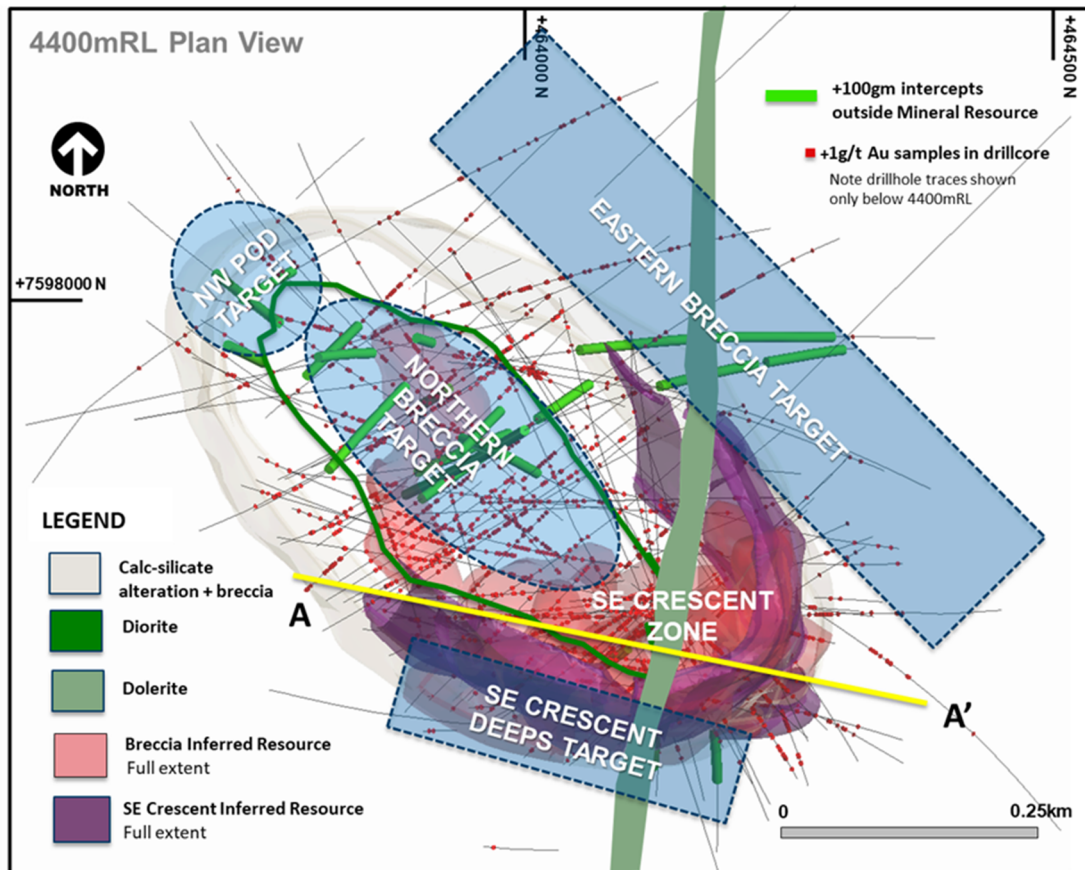 4400mRL Plan View
+464000 N
+464500 N
+100gm intercepts
outside Mineral Resource
+1g/t Au samples in drillcore
Note drillhole traces shown
only below 4400mRL
NORTH
+7598000 N
NW POD
TARGET
EASTERN BRECCIA TARGET
NORTHERN
BRECCIA
TARGET
SE CRESCENT
ZONE
A
A’
SE CRESCENT
DEEPS TARGET
LEGEND
Calc-silicate
alteration + breccia
Diorite
Dolerite
Breccia Inferred Resource
Full extent
SE Crescent Inferred Resource
Full extent
0
0.25km